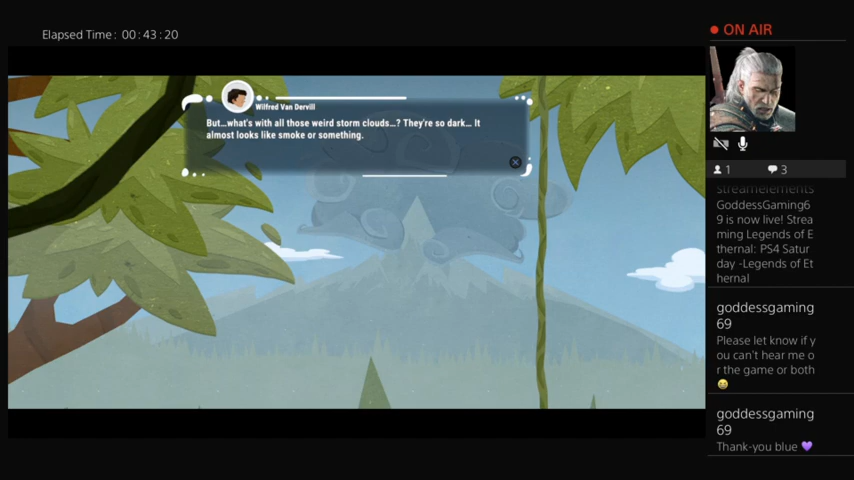 Elapsed Time: 00:43:20
ON AIR
Wilfred Van Dervill
But...what's with all those weird storm clouds...? They're so dark... It
almost looks like smoke or something.
1
3
streamelements
GoddessGaming6
9 is now live! Strea
ming Legends of E
thernal: PS4 Satur
day -Legends of Et
hernal
goddessgaming
69
Please let know if y
ou can't hear me o
r the game or both
goddessgaming
69
Thank-you blue